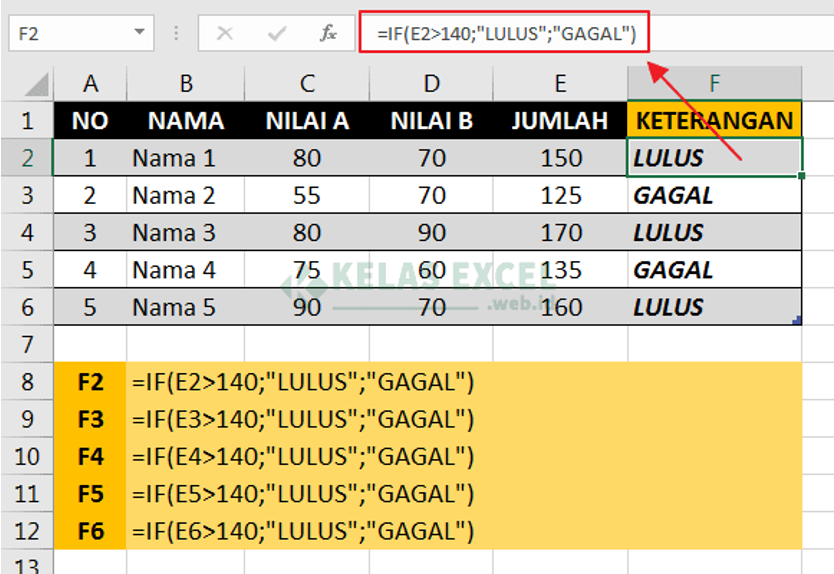 F2 fx =IF(E2>140;"LULUS";"GAGAL")
A B C D E F
1 NO NAMA NILAI A NILAI B JUMLAH KETERANGAN
2 1 Nama 1 80 70 150 LULUS
3 2 Nama 2 55 70 125 GAGAL
4 3 Nama 3 80 90 170 LULUS
5 4 Nama 4 75 60 135 GAGAL
KELAS EXCEL
.web.id
6 5 Nama 5 90 70 160 LULUS
7
8 F2 =IF(E2>140;"LULUS";"GAGAL")
9 F3 =IF(E3>140;"LULUS";"GAGAL")
10 F4 =IF(E4>140;"LULUS";"GAGAL")
11 F5 =IF(E5>140;"LULUS";"GAGAL")
12 F6 =IF(E6>140;"LULUS";"GAGAL")
13